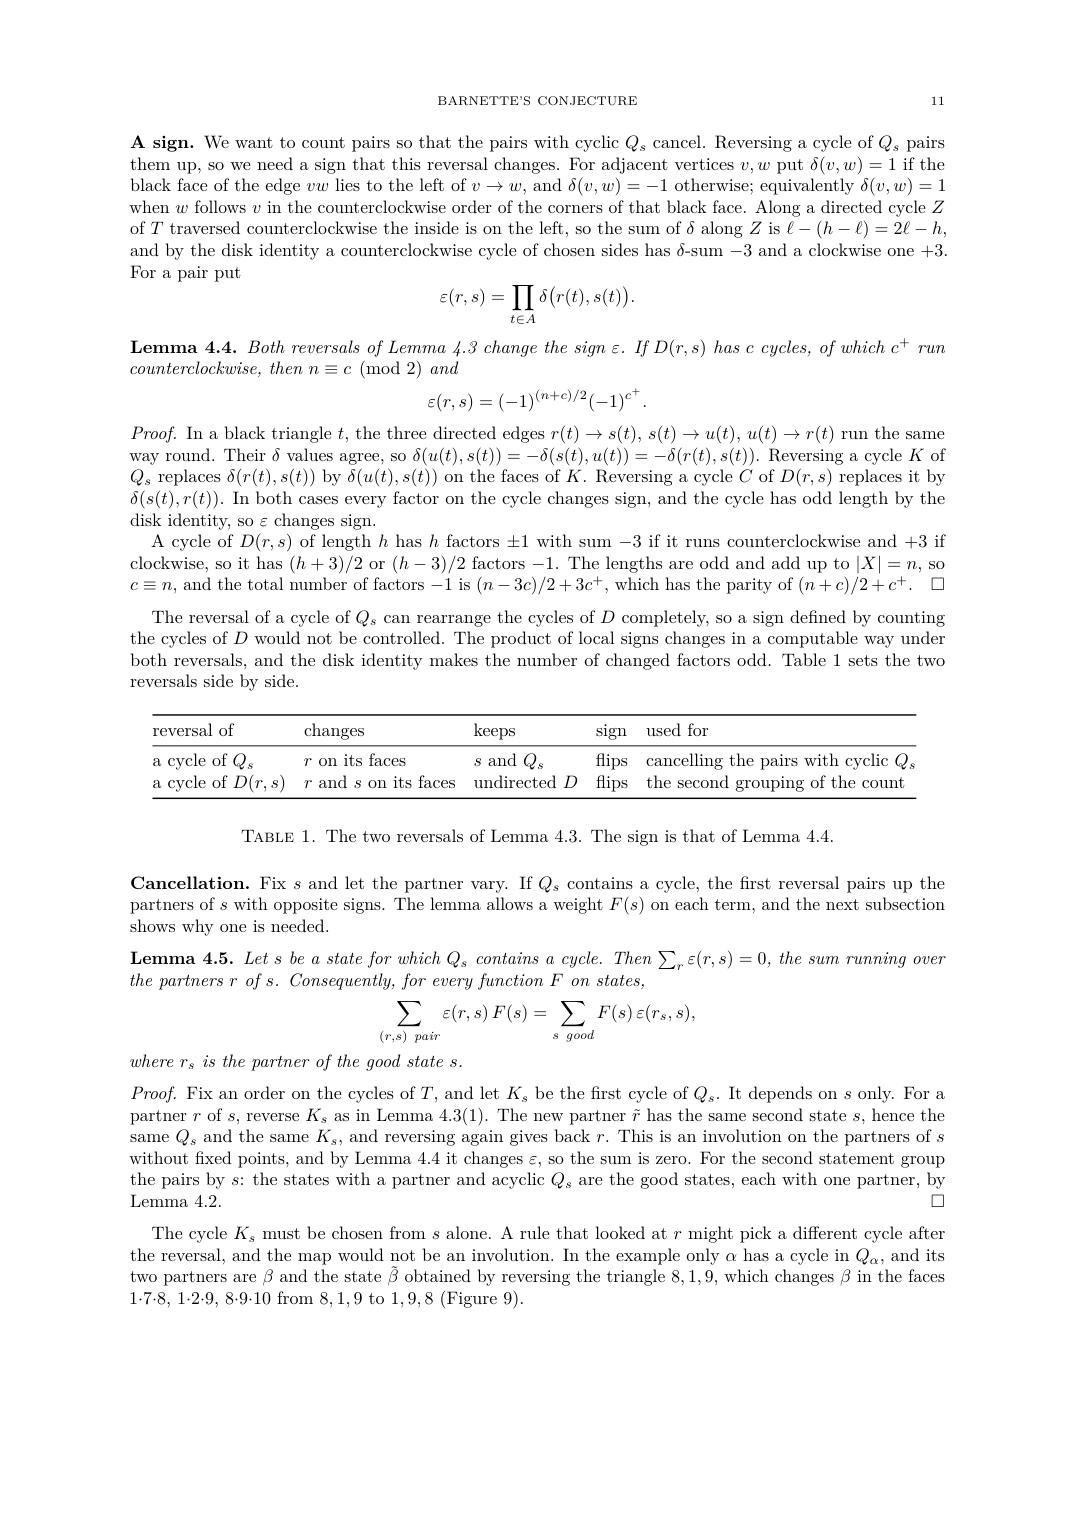 BARNETTE'S CONJECTURE 11
A sign. We want to count pairs so that the pairs with cyclic Qₛ cancel. Reversing a cycle of Qₛ pairs
them up, so we need a sign that this reversal changes. For adjacent vertices v, w put δ(v, w) = 1 if the
black face of the edge vw lies to the left of v → w, and δ(v, w) = −1 otherwise; equivalently δ(v, w) = 1
when w follows v in the counterclockwise order of the corners of that black face. Along a directed cycle Z
of T traversed counterclockwise the inside is on the left, so the sum of δ along Z is ℓ − (h − ℓ) = 2ℓ − h,
and by the disk identity a counterclockwise cycle of chosen sides has δ-sum −3 and a clockwise one +3.
For a pair put
ε(r, s) = ∏_{t∈A} δ(r(t), s(t)).
Lemma 4.4. Both reversals of Lemma 4.3 change the sign ε. If D(r, s) has c cycles, of which c⁺ run
counterclockwise, then n ≡ c (mod 2) and
ε(r, s) = (−1)^{(n+c)/2}(−1)^{c⁺}.
Proof. In a black triangle t, the three directed edges r(t) → s(t), s(t) → u(t), u(t) → r(t) run the same
way round. Their δ values agree, so δ(u(t), s(t)) = −δ(s(t), u(t)) = −δ(r(t), s(t)). Reversing a cycle K of
Qₛ replaces δ(r(t), s(t)) by δ(u(t), s(t)) on the faces of K. Reversing a cycle C of D(r, s) replaces it by
δ(s(t), r(t)). In both cases every factor on the cycle changes sign, and the cycle has odd length by the
disk identity, so ε changes sign.
A cycle of D(r, s) of length h has h factors ±1 with sum −3 if it runs counterclockwise and +3 if
clockwise, so it has (h + 3)/2 or (h − 3)/2 factors −1. The lengths are odd and add up to |X| = n, so
c ≡ n, and the total number of factors −1 is (n − 3c)/2 + 3c⁺, which has the parity of (n + c)/2 + c⁺. □
The reversal of a cycle of Qₛ can rearrange the cycles of D completely, so a sign defined by counting
the cycles of D would not be controlled. The product of local signs changes in a computable way under
both reversals, and the disk identity makes the number of changed factors odd. Table 1 sets the two
reversals side by side.
reversal of changes keeps sign used for
a cycle of Qₛ r on its faces s and Qₛ flips cancelling the pairs with cyclic Qₛ
a cycle of D(r, s) r and s on its faces undirected D flips the second grouping of the count
Table 1. The two reversals of Lemma 4.3. The sign is that of Lemma 4.4.
Cancellation. Fix s and let the partner vary. If Qₛ contains a cycle, the first reversal pairs up the
partners of s with opposite signs. The lemma allows a weight F(s) on each term, and the next subsection
shows why one is needed.
Lemma 4.5. Let s be a state for which Qₛ contains a cycle. Then ∑ᵣ ε(r, s) = 0, the sum running over
the partners r of s. Consequently, for every function F on states,
∑_{(r,s) pair} ε(r, s) F(s) = ∑_{s good} F(s) ε(rₛ, s),
where rₛ is the partner of the good state s.
Proof. Fix an order on the cycles of T, and let Kₛ be the first cycle of Qₛ. It depends on s only. For a
partner r of s, reverse Kₛ as in Lemma 4.3(1). The new partner r̃ has the same second state s, hence the
same Qₛ and the same Kₛ, and reversing again gives back r. This is an involution on the partners of s
without fixed points, and by Lemma 4.4 it changes ε, so the sum is zero. For the second statement group
the pairs by s: the states with a partner and acyclic Qₛ are the good states, each with one partner, by
Lemma 4.2. □
The cycle Kₛ must be chosen from s alone. A rule that looked at r might pick a different cycle after
the reversal, and the map would not be an involution. In the example only α has a cycle in Q_α, and its
two partners are β and the state β̃ obtained by reversing the triangle 8, 1, 9, which changes β in the faces
1·7·8, 1·2·9, 8·9·10 from 8, 1, 9 to 1, 9, 8 (Figure 9).